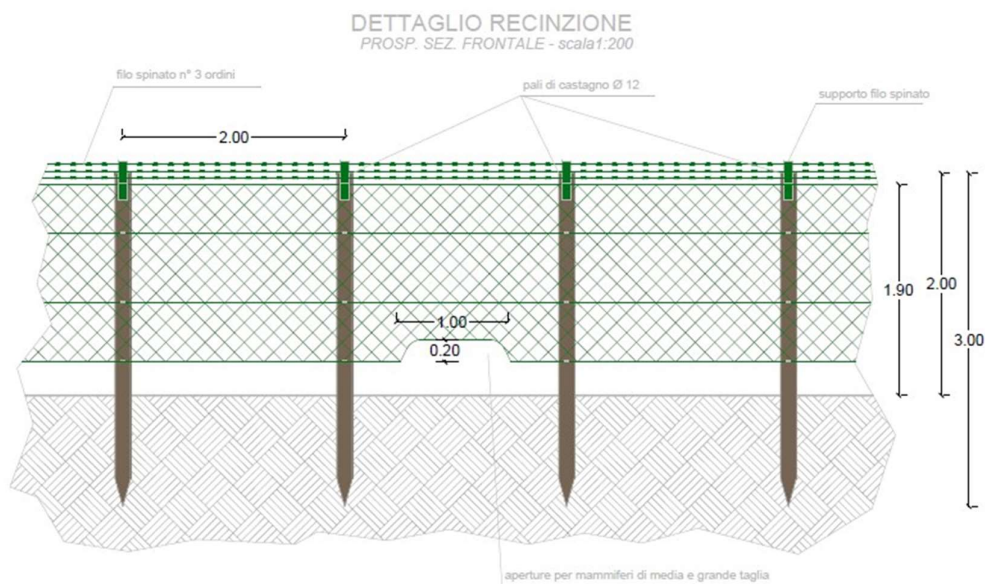 DETTAGLIO RECINZIONE
PROSP. SEZ. FRONTALE - scala1:200
filo spinato n° 3 ordini
pali di castagno Ø 12
supporto filo spinato
2.00
1.90
2.00
3.00
1.00
0.20
aperture per mammiferi di media e grande taglia